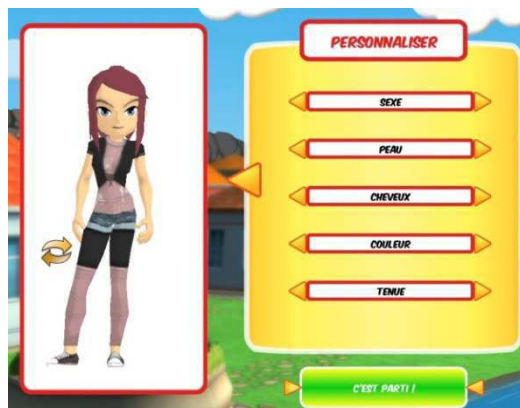 PERSONNALISER
SEXE
PEAU
CHEVEUX
COULEUR
TENUE
C'EST PARTI !